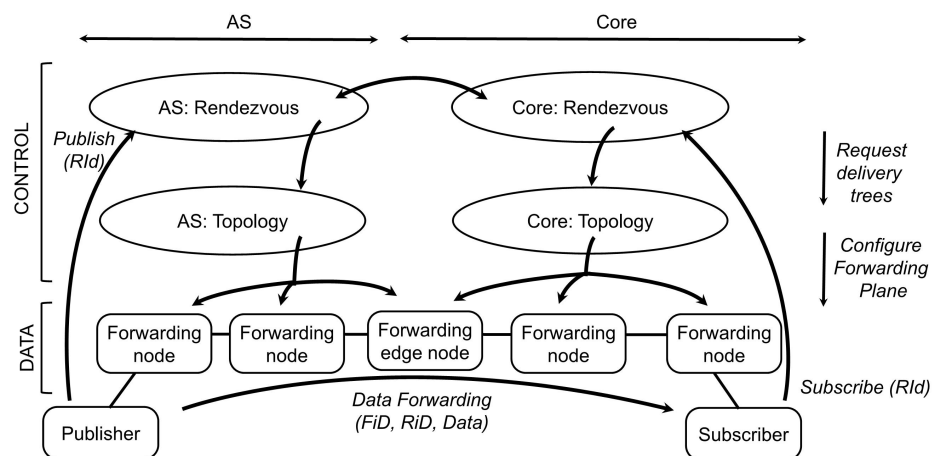 AS
Core
CONTROL
AS: Rendezvous
Core: Rendezvous
Publish
(RId)
Request
delivery
trees
AS: Topology
Core: Topology
Configure
Forwarding
Plane
DATA
Forwarding
node
Forwarding
node
Forwarding
edge node
Forwarding
node
Forwarding
node
Data Forwarding
(FiD, RiD, Data)
Subscribe (RId)
Publisher
Subscriber